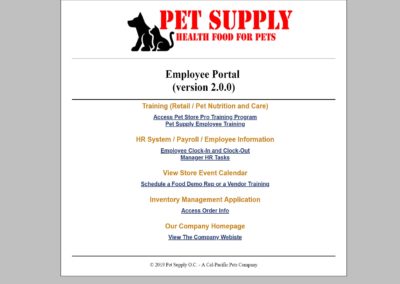 PET SUPPLY
HEALTH FOOD FOR PETS
Employee Portal
(version 2.0.0)
Training (Retail / Pet Nutrition and Care)
Access Pet Store Pro Training Program
Pet Supply Employee Training
HR System / Payroll / Employee Information
Employee Clock-In and Clock-Out
Manager HR Tasks
View Store Event Calendar
Schedule a Food Demo Rep or a Vendor Training
Inventory Management Application
Access Order Info
Our Company Homepage
View The Company Webiste
© 2019 Pet Supply O.C. - A Cal-Pacific Pets Company